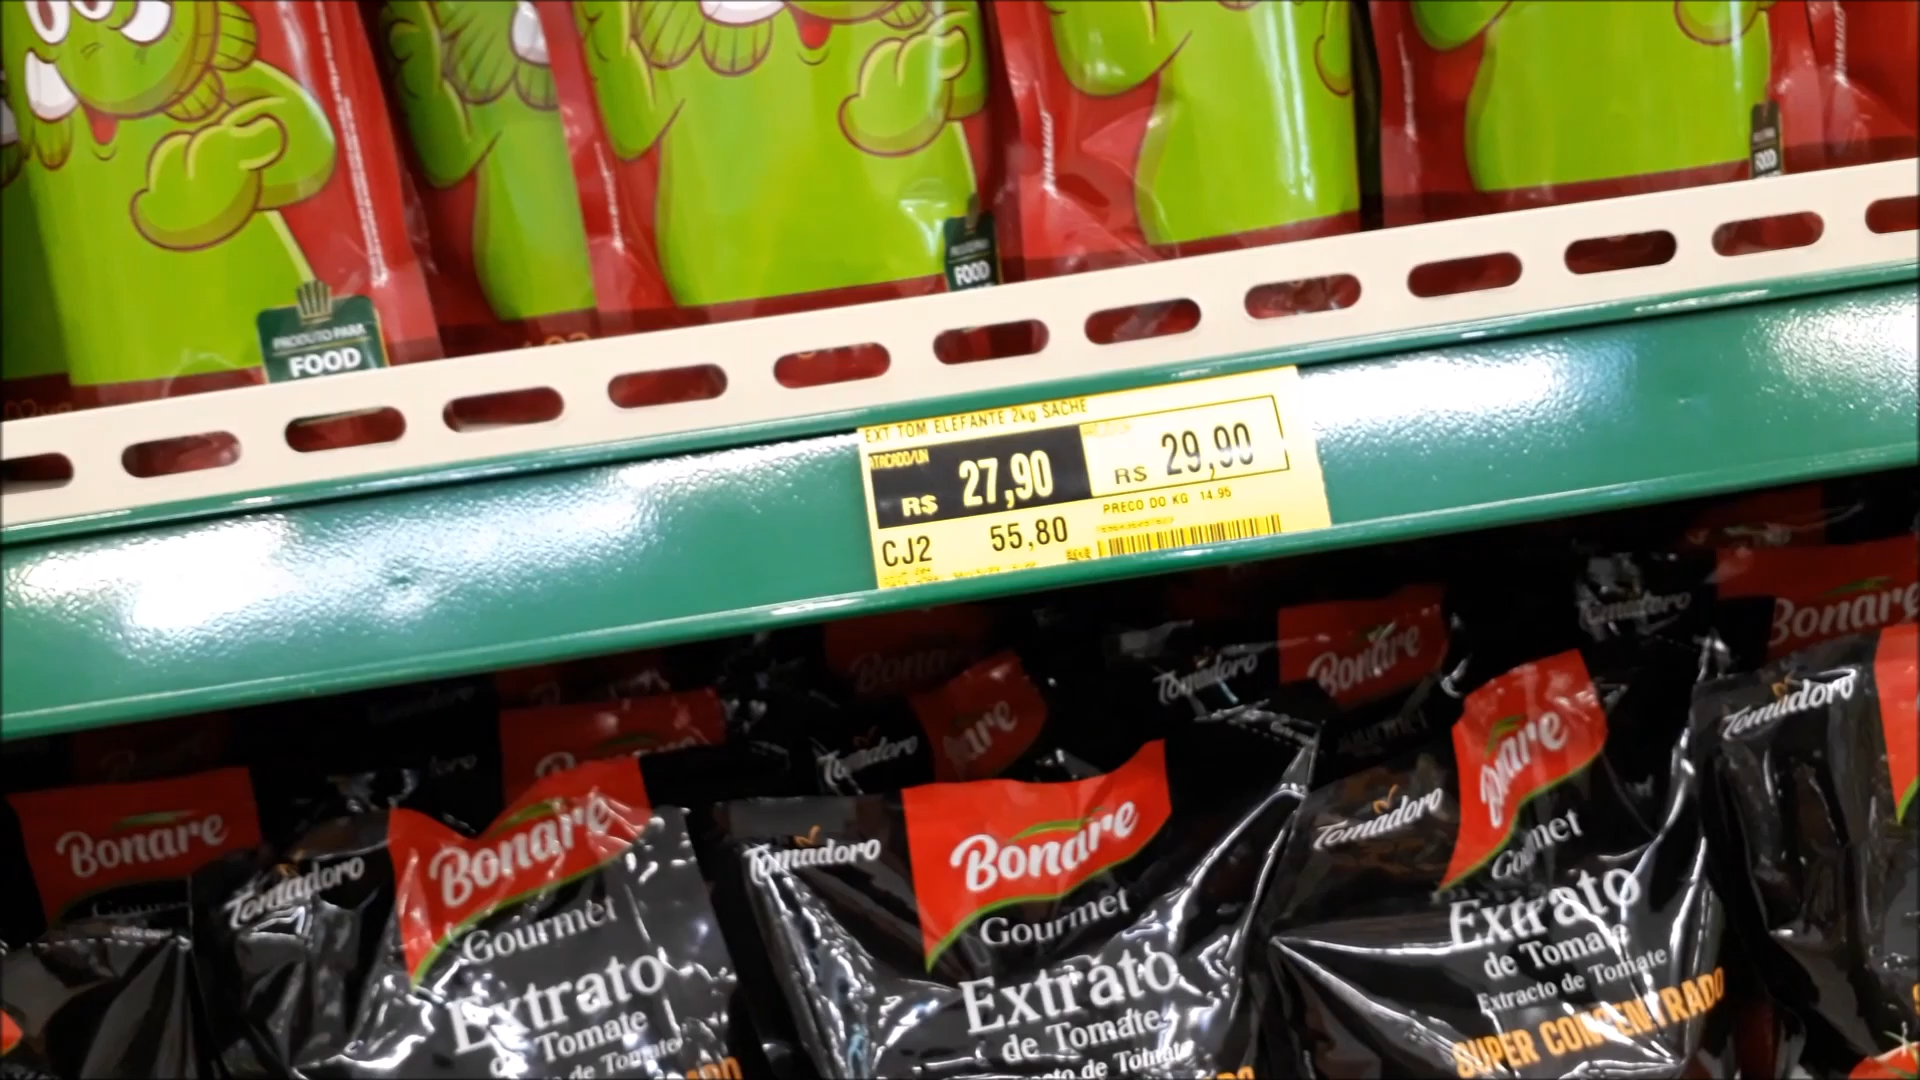 PRODUTO PARA
FOOD
FOOD
FOOD
EXT TOM ELEFANTE 2kg SACHE
ATACADO/UN
R$ 27,90
R$ 29,90
PRECO DO KG 14.95
CJ2 55,80
Bonare
Tomadoro
Bonare
Tomadoro
Bonare
Tomadoro
Bonare
Tomadoro
Bonare
Gourmet
Extrato
de Tomate
Tomadoro
Bonare
Gourmet
Extrato
de Tomate
Tomadoro
Bonare
Gourmet
Extrato
de Tomate
Extracto de Tomate
SUPER CONCENTRADO
Tomadoro